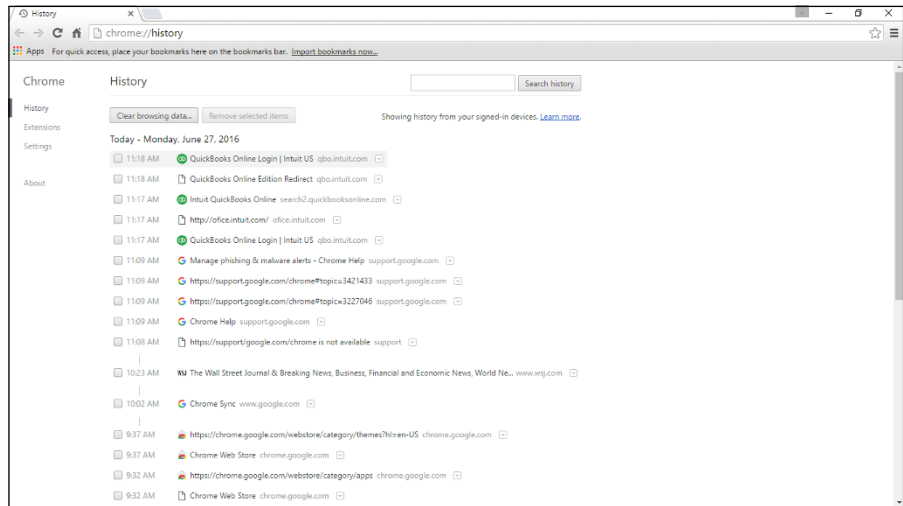 History
chrome://history
Apps For quick access, place your bookmarks here on the bookmarks bar. Import bookmarks now...
Chrome
History
Search history
History
Clear browsing data... Remove selected items
Showing history from your signed-in devices. Learn more.
Extensions
Settings
About
Today - Monday, June 27, 2016
11:18 AM qb QuickBooks Online Login | Intuit US qbo.intuit.com
11:18 AM QuickBooks Online Edition Redirect qbo.intuit.com
11:17 AM qb Intuit QuickBooks Online search2.quickbooksonline.com
11:17 AM http://ofice.intuit.com/ ofice.intuit.com
11:17 AM qb QuickBooks Online Login | Intuit US qbo.intuit.com
11:09 AM G Manage phishing & malware alerts - Chrome Help support.google.com
11:09 AM G https://support.google.com/chrome#topic=3421433 support.google.com
11:09 AM G https://support.google.com/chrome#topic=3227046 support.google.com
11:09 AM G Chrome Help support.google.com
11:08 AM https://support/google.com/chrome is not available support
10:23 AM WSJ The Wall Street Journal & Breaking News, Business, Financial and Economic News, World Ne... www.wsj.com
10:02 AM G Chrome Sync www.google.com
9:37 AM https://chrome.google.com/webstore/category/themes?hl=en-US chrome.google.com
9:37 AM Chrome Web Store chrome.google.com
9:32 AM https://chrome.google.com/webstore/category/apps chrome.google.com
9:32 AM Chrome Web Store chrome.google.com